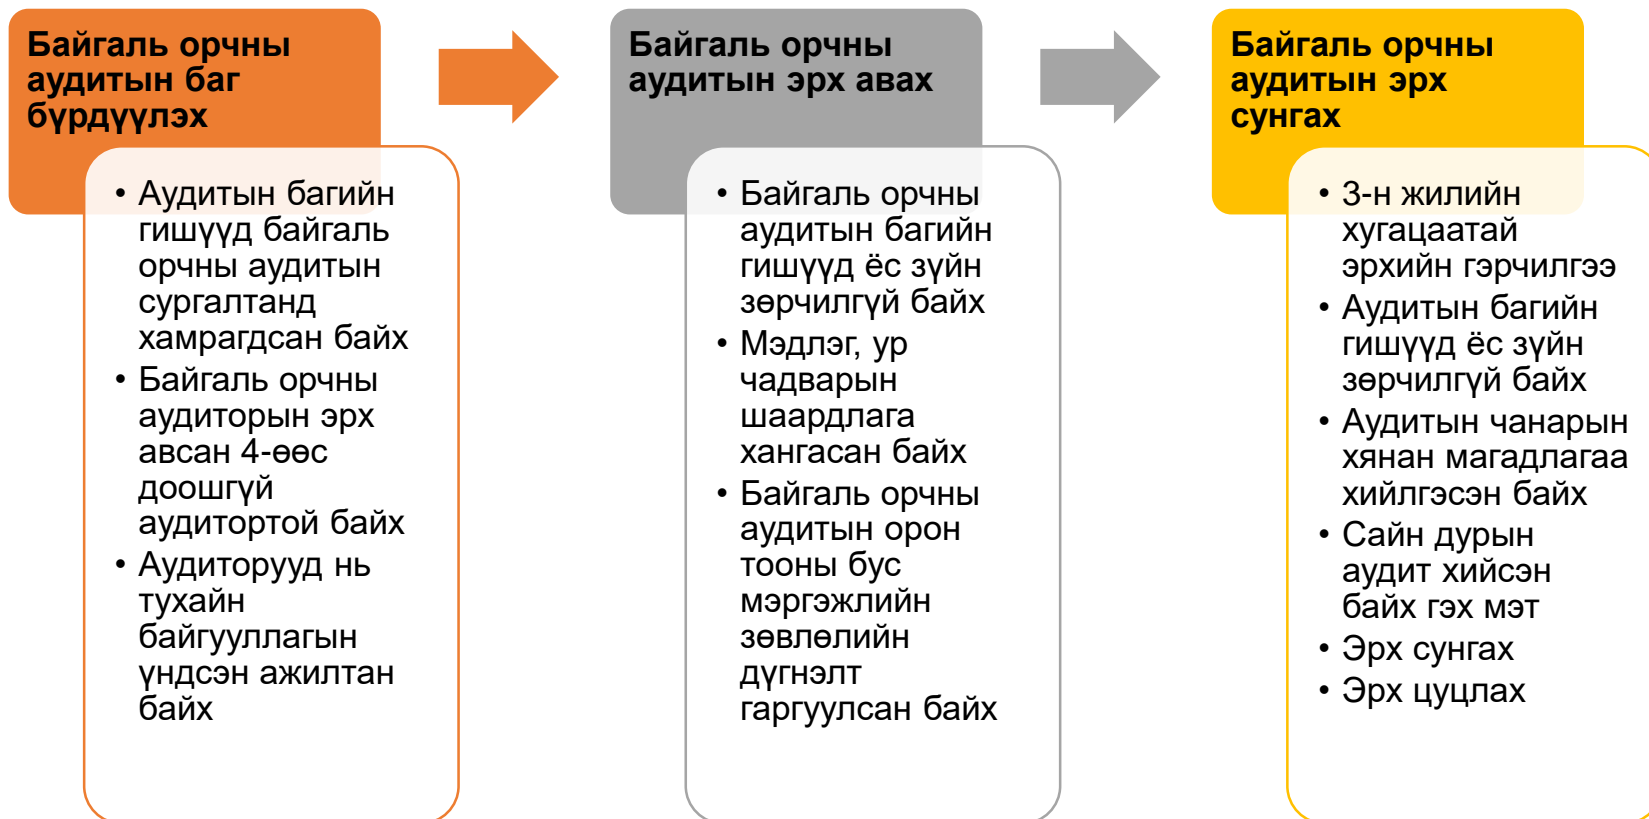 Байгаль орчны
аудитын баг
бүрдүүлэх
• Аудитын багийн
гишүүд байгаль
орчны аудитын
сургалтанд
хамрагдсан байх
• Байгаль орчны
аудиторын эрх
авсан 4-өөс
доошгүй
аудитортой байх
• Аудиторууд нь
тухайн
байгууллагын
үндсэн ажилтан
байх
Байгаль орчны
аудитын эрх авах
• Байгаль орчны
аудитын багийн
гишүүд ёс зүйн
зөрчилгүй байх
• Мэдлэг, ур
чадварын
шаардлага
хангасан байх
• Байгаль орчны
аудитын орон
тооны бус
мэргэжлийн
зөвлөлийн
дүгнэлт
гаргуулсан байх
Байгаль орчны
аудитын эрх
сунгах
• 3-н жилийн
хугацаатай
эрхийн гэрчилгээ
• Аудитын багийн
гишүүд ёс зүйн
зөрчилгүй байх
• Аудитын чанарын
хянан магадлагаа
хийлгэсэн байх
• Сайн дурын
аудит хийсэн
байх гэх мэт
• Эрх сунгах
• Эрх цуцлах